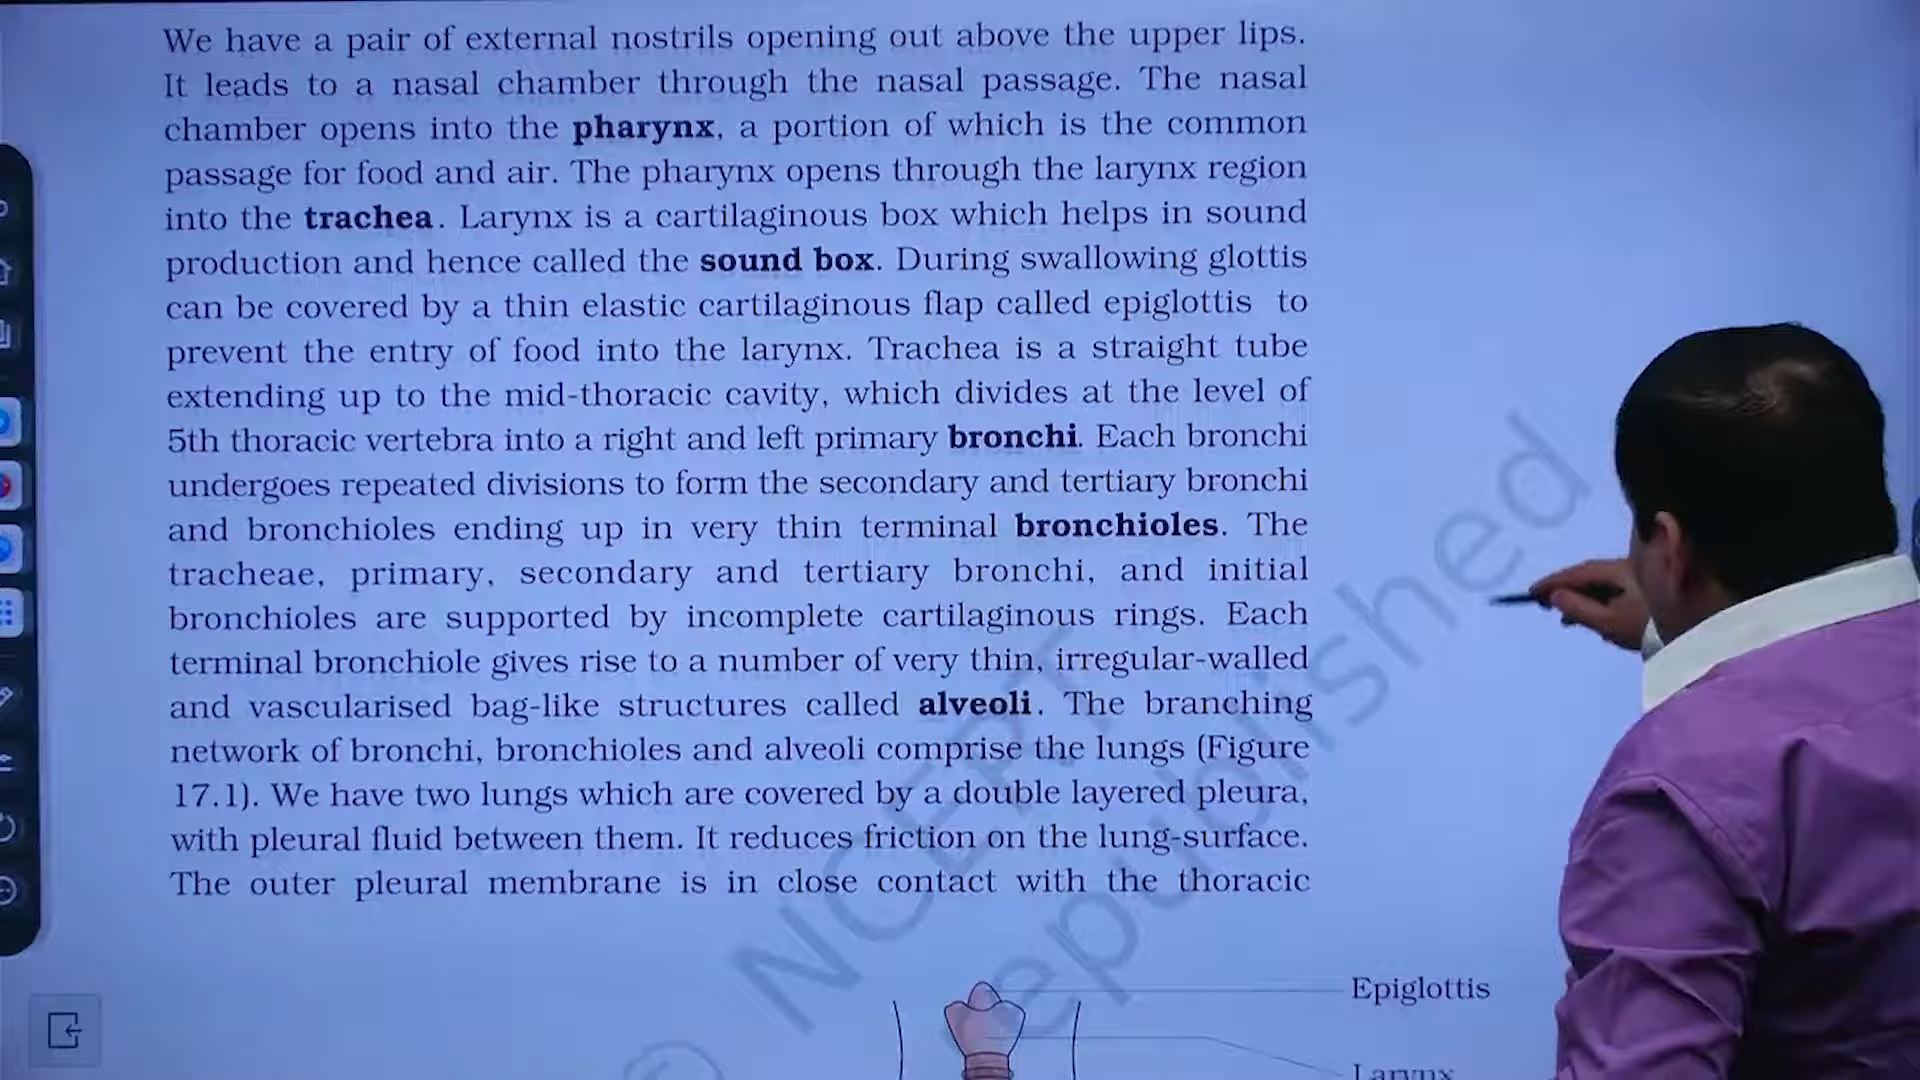 We have a pair of external nostrils opening out above the upper lips.
It leads to a nasal chamber through the nasal passage. The nasal
chamber opens into the pharynx, a portion of which is the common
passage for food and air. The pharynx opens through the larynx region
into the trachea. Larynx is a cartilaginous box which helps in sound
production and hence called the sound box. During swallowing glottis
can be covered by a thin elastic cartilaginous flap called epiglottis to
prevent the entry of food into the larynx. Trachea is a straight tube
extending up to the mid-thoracic cavity, which divides at the level of
5th thoracic vertebra into a right and left primary bronchi. Each bronchi
undergoes repeated divisions to form the secondary and tertiary bronchi
and bronchioles ending up in very thin terminal bronchioles. The
tracheae, primary, secondary and tertiary bronchi, and initial
bronchioles are supported by incomplete cartilaginous rings. Each
terminal bronchiole gives rise to a number of very thin, irregular-walled
and vascularised bag-like structures called alveoli. The branching
network of bronchi, bronchioles and alveoli comprise the lungs (Figure
17.1). We have two lungs which are covered by a double layered pleura,
with pleural fluid between them. It reduces friction on the lung-surface.
The outer pleural membrane is in close contact with the thoracic
© NCERT
republished
Epiglottis
Larynx